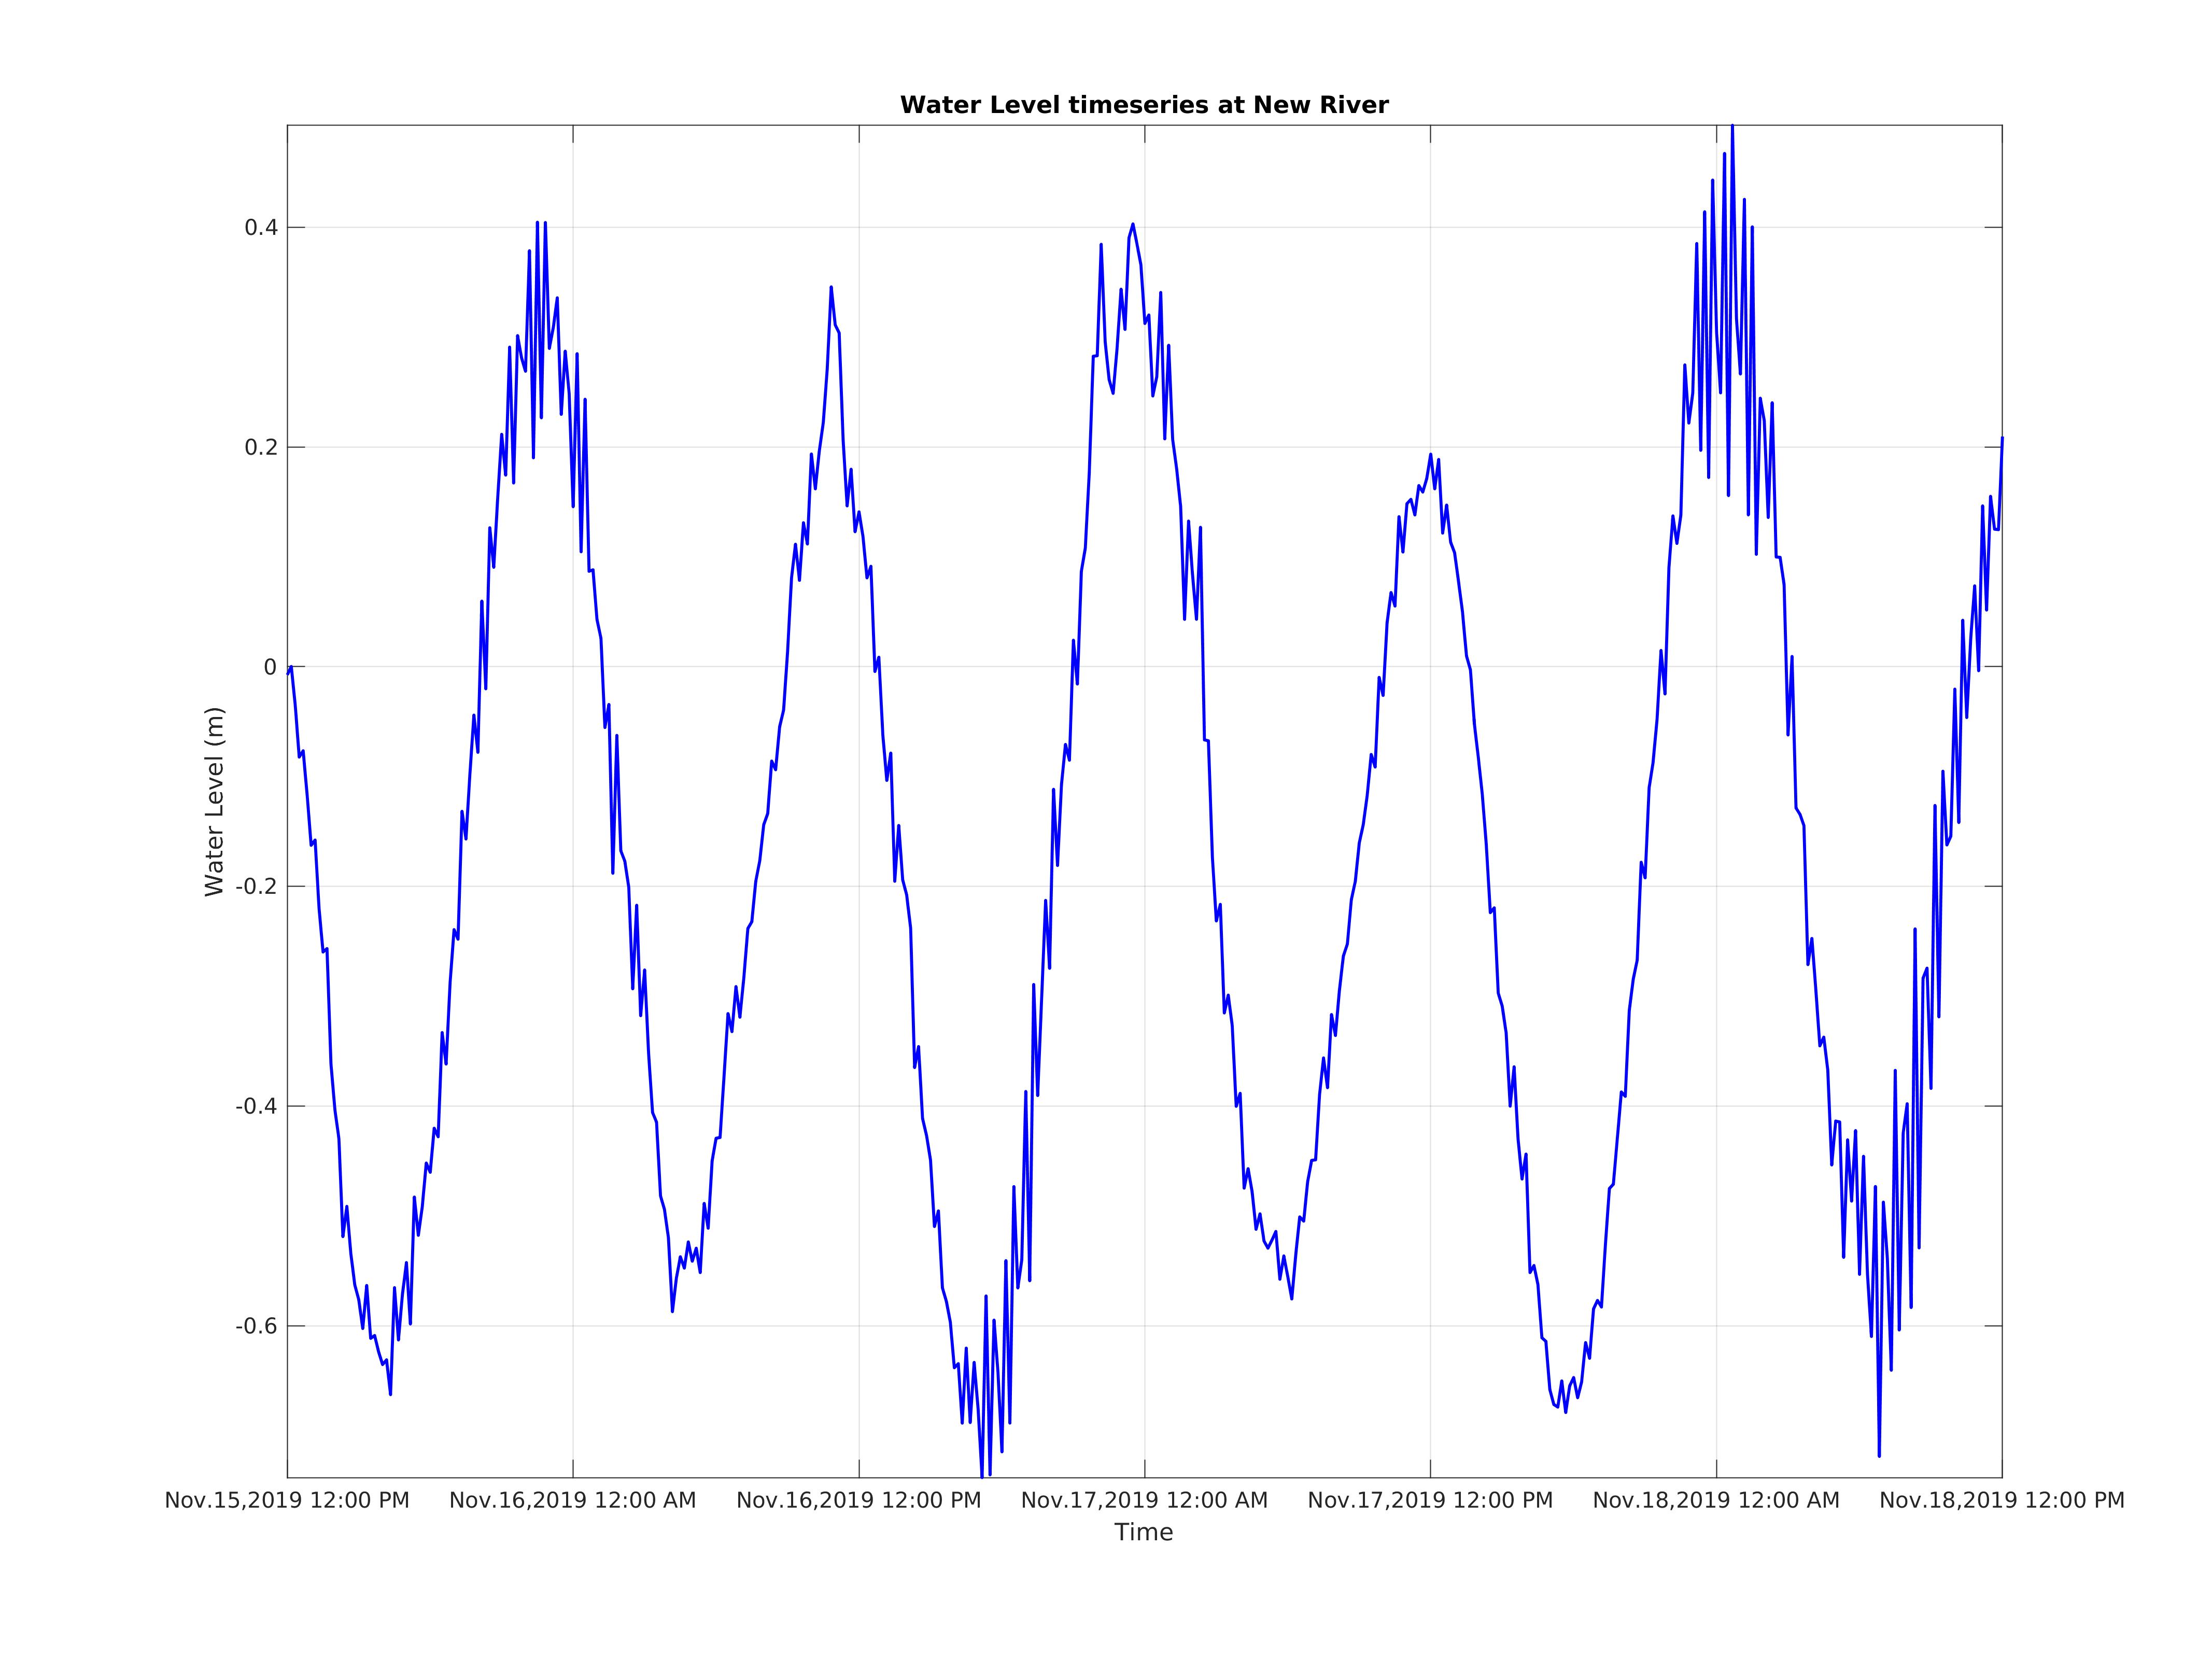 Water Level timeseries at New River
Water Level (m)
0.4
0.2
0
-0.2
-0.4
-0.6
Nov.15,2019 12:00 PM
Nov.16,2019 12:00 AM
Nov.16,2019 12:00 PM
Nov.17,2019 12:00 AM
Nov.17,2019 12:00 PM
Nov.18,2019 12:00 AM
Nov.18,2019 12:00 PM
Time